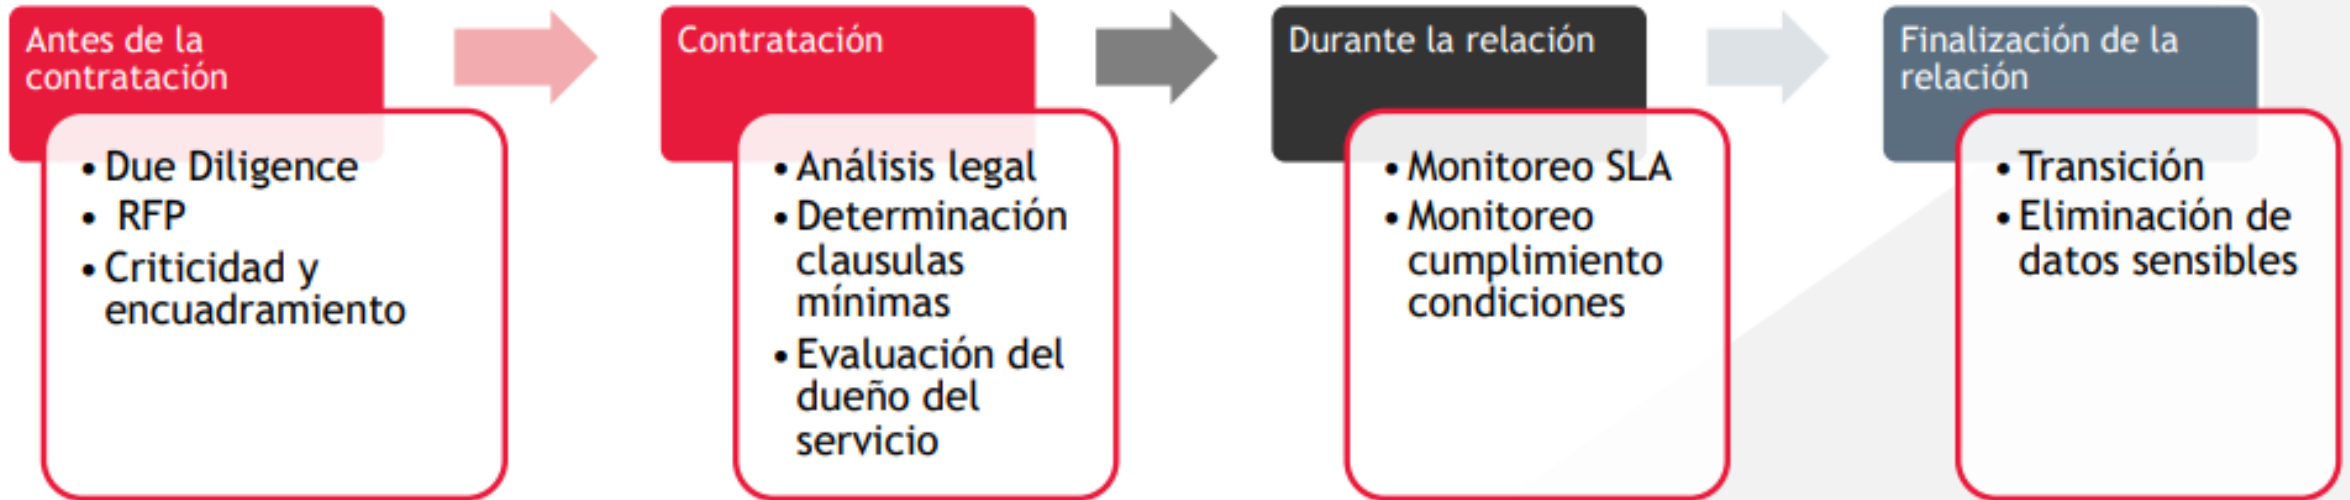 Antes de la
contratación
• Due Diligence
• RFP
• Criticidad y
encuadramiento
Contratación
• Análisis legal
• Determinación
clausulas
mínimas
• Evaluación del
dueño del
servicio
Durante la relación
• Monitoreo SLA
• Monitoreo
cumplimiento
condiciones
Finalización de la
relación
• Transición
• Eliminación de
datos sensibles